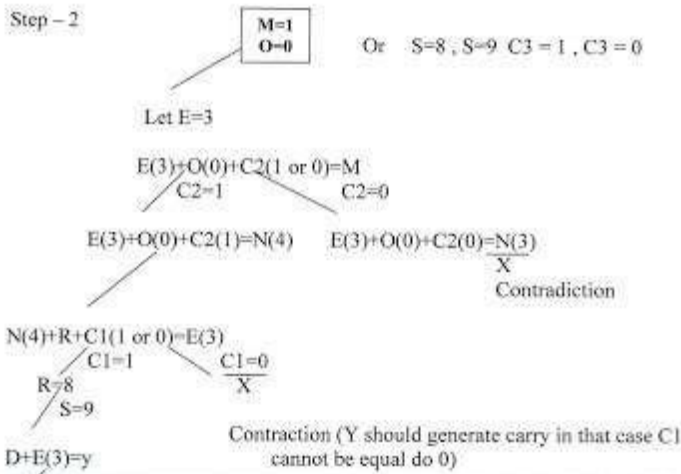 Step – 2
M=1
O=0
Or S=8 , S=9 C3 = 1 , C3 = 0
Let E=3
E(3)+O(0)+C2(1 or 0)=M
C2=1 C2=0
E(3)+O(0)+C2(1)=N(4) E(3)+O(0)+C2(0)=N(3)
X
Contradiction
N(4)+R+C1(1 or 0)=E(3)
C1=1 C1=0
R=8 X
S=9
Contraction (Y should generate carry in that case C1
D+E(3)=y cannot be equal do 0)